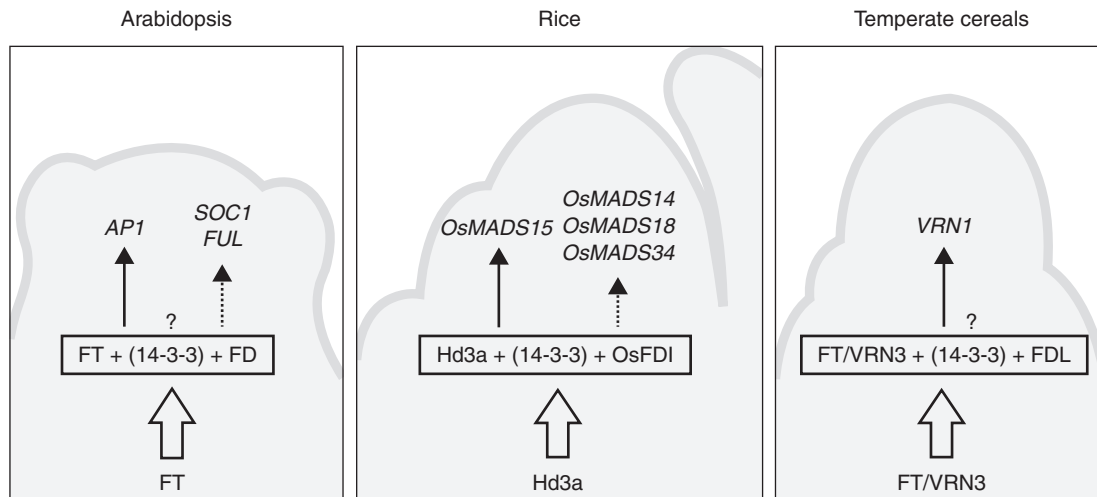 Arabidopsis
AP1
SOC1
FUL
?
FT + (14-3-3) + FD
FT
Rice
OsMADS15
OsMADS14
OsMADS18
OsMADS34
Hd3a + (14-3-3) + OsFDI
Hd3a
Temperate cereals
VRN1
?
FT/VRN3 + (14-3-3) + FDL
FT/VRN3